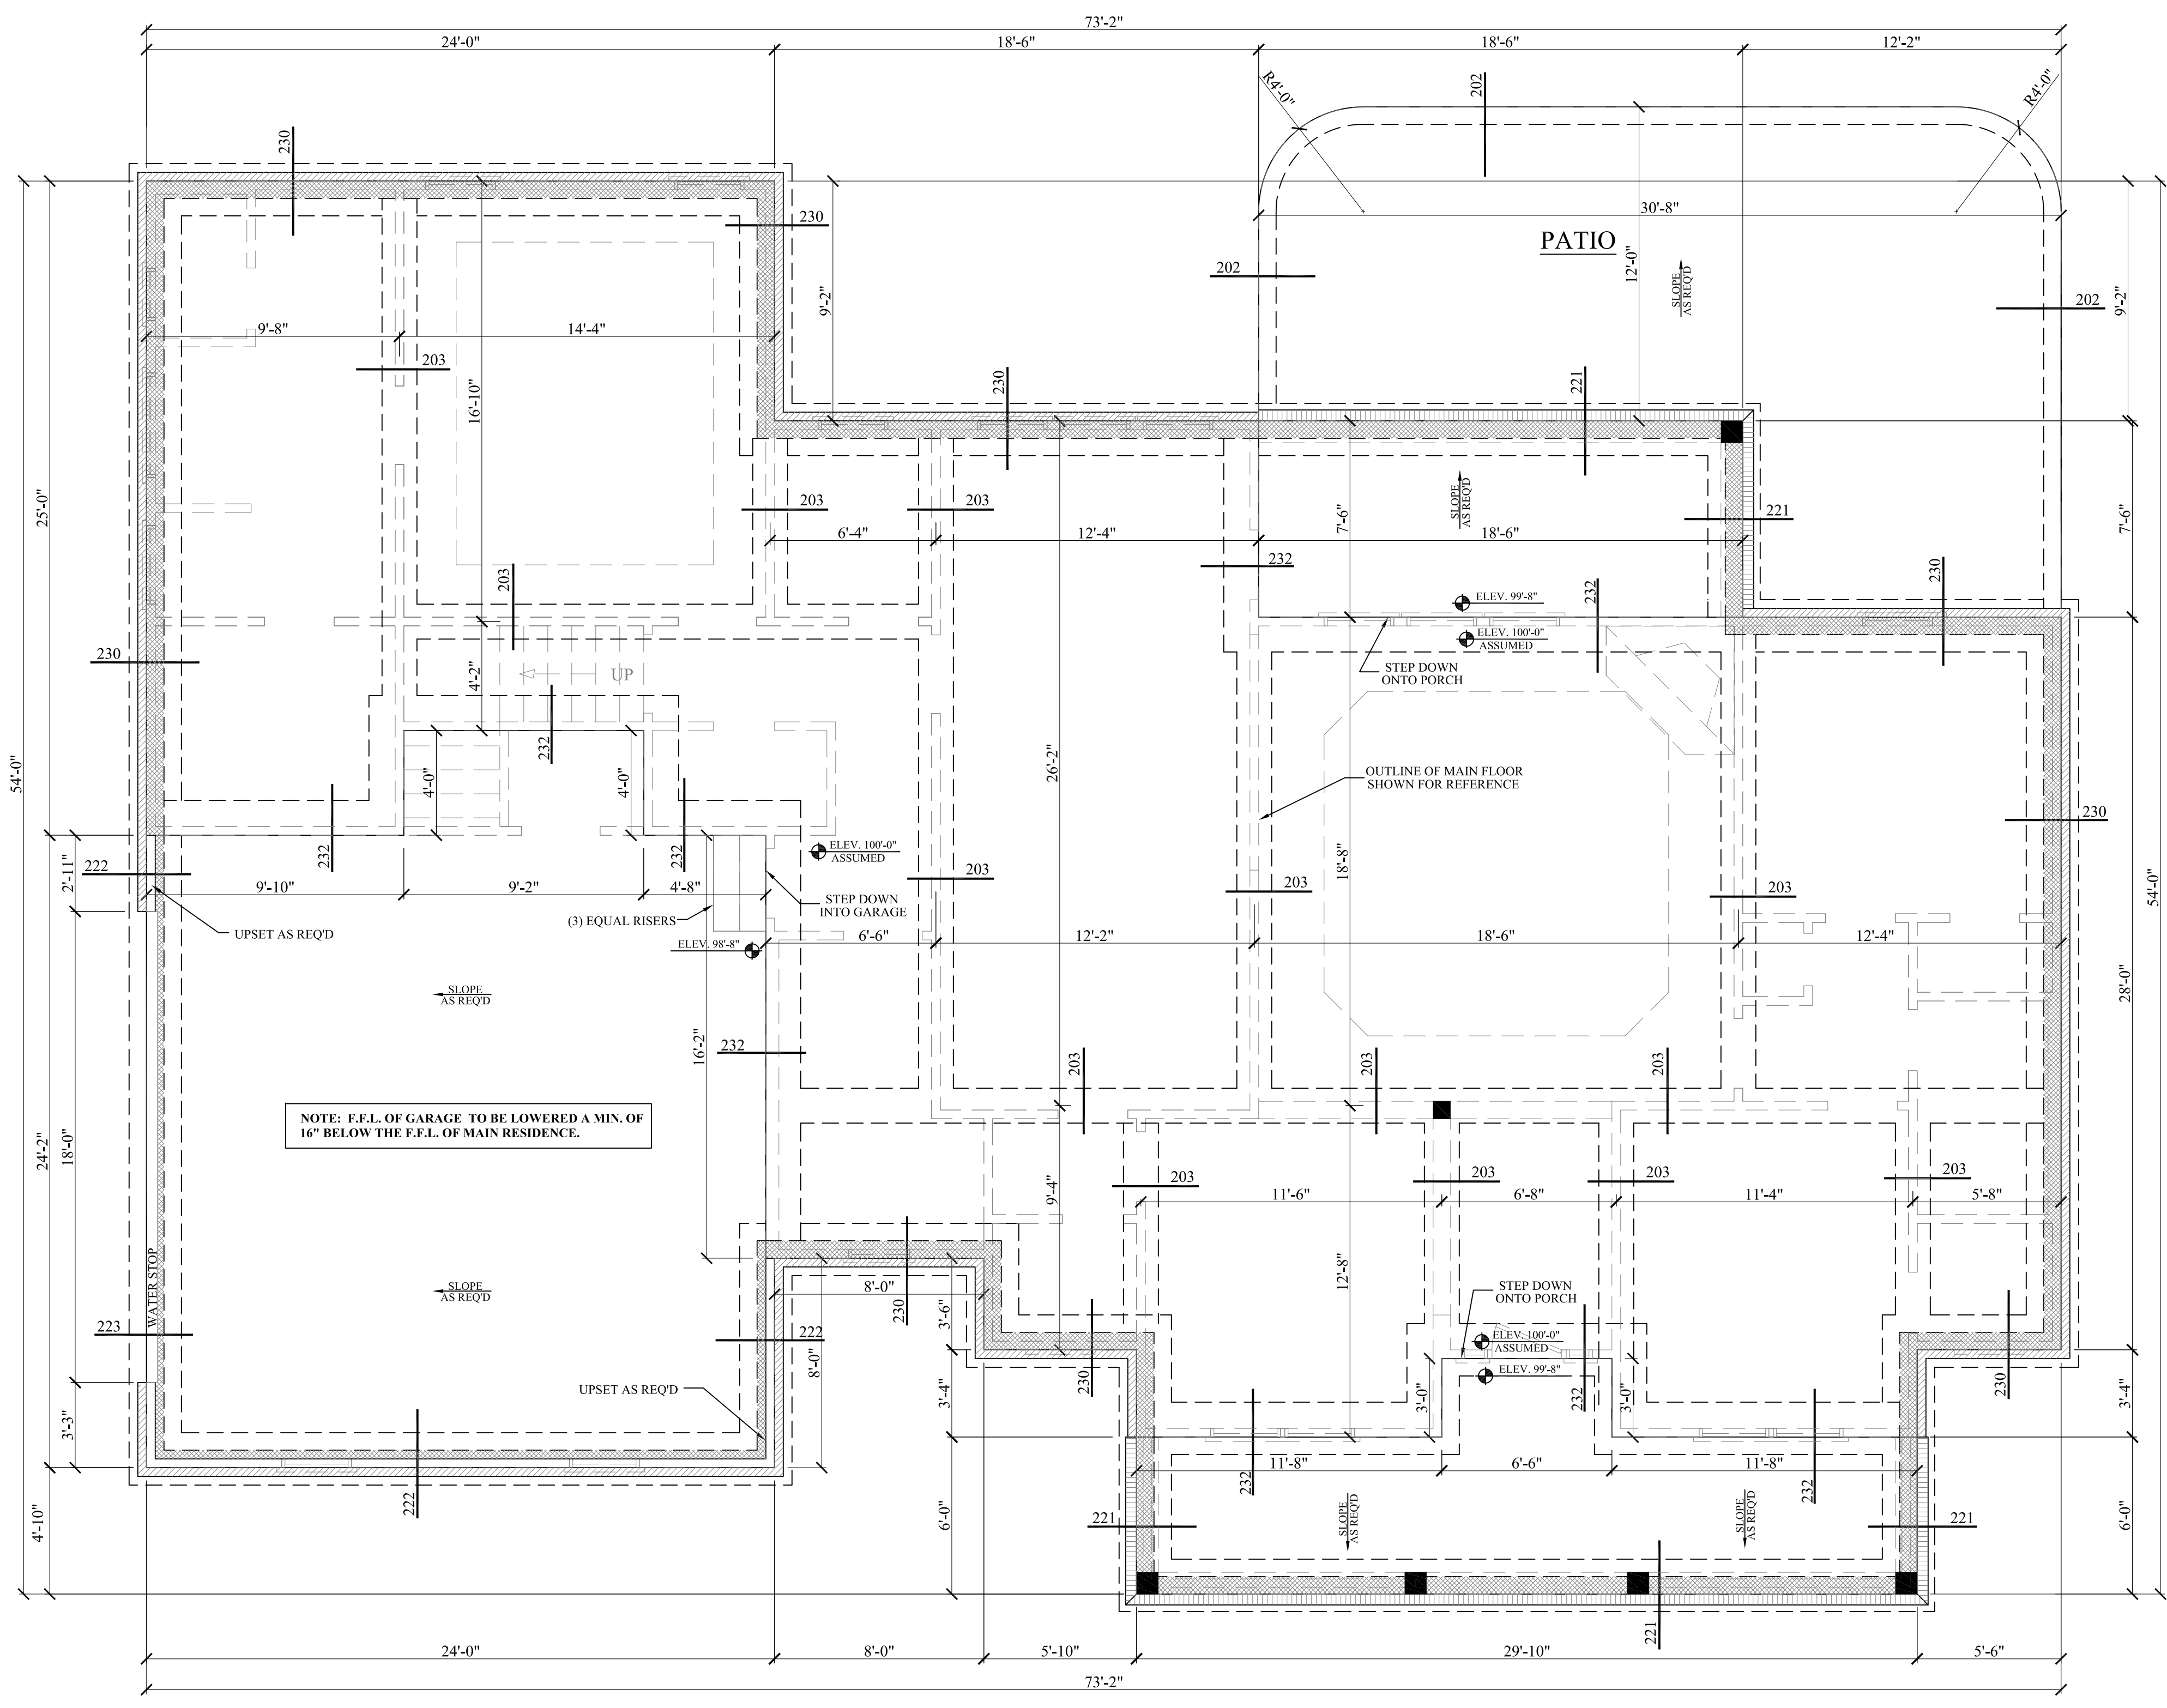 73'-2"
24'-0"
18'-6"
18'-6"
12'-2"
R4'-0"
202
R4'-0"
230
30'-8"
230
PATIO
12'-0"
SLOPE
AS REQ'D
202
202
9'-2"
9'-2"
9'-8"
14'-4"
203
16'-10"
230
221
25'-0"
203
203
SLOPE
AS REQ'D
7'-6"
221
7'-6"
6'-4"
12'-4"
18'-6"
203
232
232
230
ELEV. 99'-8"
ELEV. 100'-0"
ASSUMED
230
UP
4'-2"
STEP DOWN
ONTO PORCH
232
54'-0"
4'-0"
4'-0"
26'-2"
OUTLINE OF MAIN FLOOR
SHOWN FOR REFERENCE
230
232
232
ELEV. 100'-0"
ASSUMED
18'-8"
222
2'-11"
9'-10"
9'-2"
4'-8"
203
203
203
54'-0"
STEP DOWN
INTO GARAGE
(3) EQUAL RISERS
UPSET AS REQ'D
ELEV. 98'-8"
6'-6"
12'-2"
18'-6"
12'-4"
28'-0"
SLOPE
AS REQ'D
16'-2"
232
203
203
203
NOTE: F.F.L. OF GARAGE TO BE LOWERED A MIN. OF
16" BELOW THE F.F.L. OF MAIN RESIDENCE.
24'-2"
18'-0"
203
203
203
203
9'-4"
11'-6"
6'-8"
11'-4"
5'-8"
WATER STOP
SLOPE
AS REQ'D
12'-8"
8'-0"
230
3'-6"
STEP DOWN
ONTO PORCH
223
222
8'-0"
ELEV. 100'-0"
ASSUMED
ELEV. 99'-8"
230
232
230
UPSET AS REQ'D
3'-4"
3'-0"
3'-0"
3'-4"
3'-3"
11'-8"
6'-6"
11'-8"
232
232
222
4'-10"
6'-0"
221
SLOPE
AS REQ'D
SLOPE
AS REQ'D
221
6'-0"
221
24'-0"
8'-0"
5'-10"
29'-10"
5'-6"
73'-2"